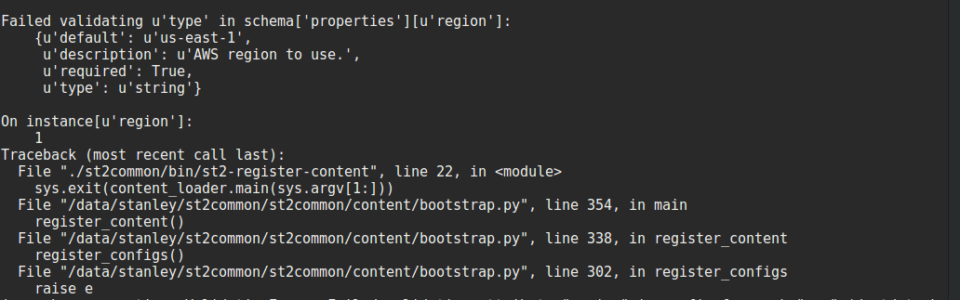 Failed validating u'type' in schema['properties'][u'region']:
    {u'default': u'us-east-1',
     u'description': u'AWS region to use.',
     u'required': True,
     u'type': u'string'}

On instance[u'region']:
    1
Traceback (most recent call last):
  File "./st2common/bin/st2-register-content", line 22, in <module>
    sys.exit(content_loader.main(sys.argv[1:]))
  File "/data/stanley/st2common/st2common/content/bootstrap.py", line 354, in main
    register_content()
  File "/data/stanley/st2common/st2common/content/bootstrap.py", line 338, in register_content
    register_configs()
  File "/data/stanley/st2common/st2common/content/bootstrap.py", line 302, in register_configs
    raise e